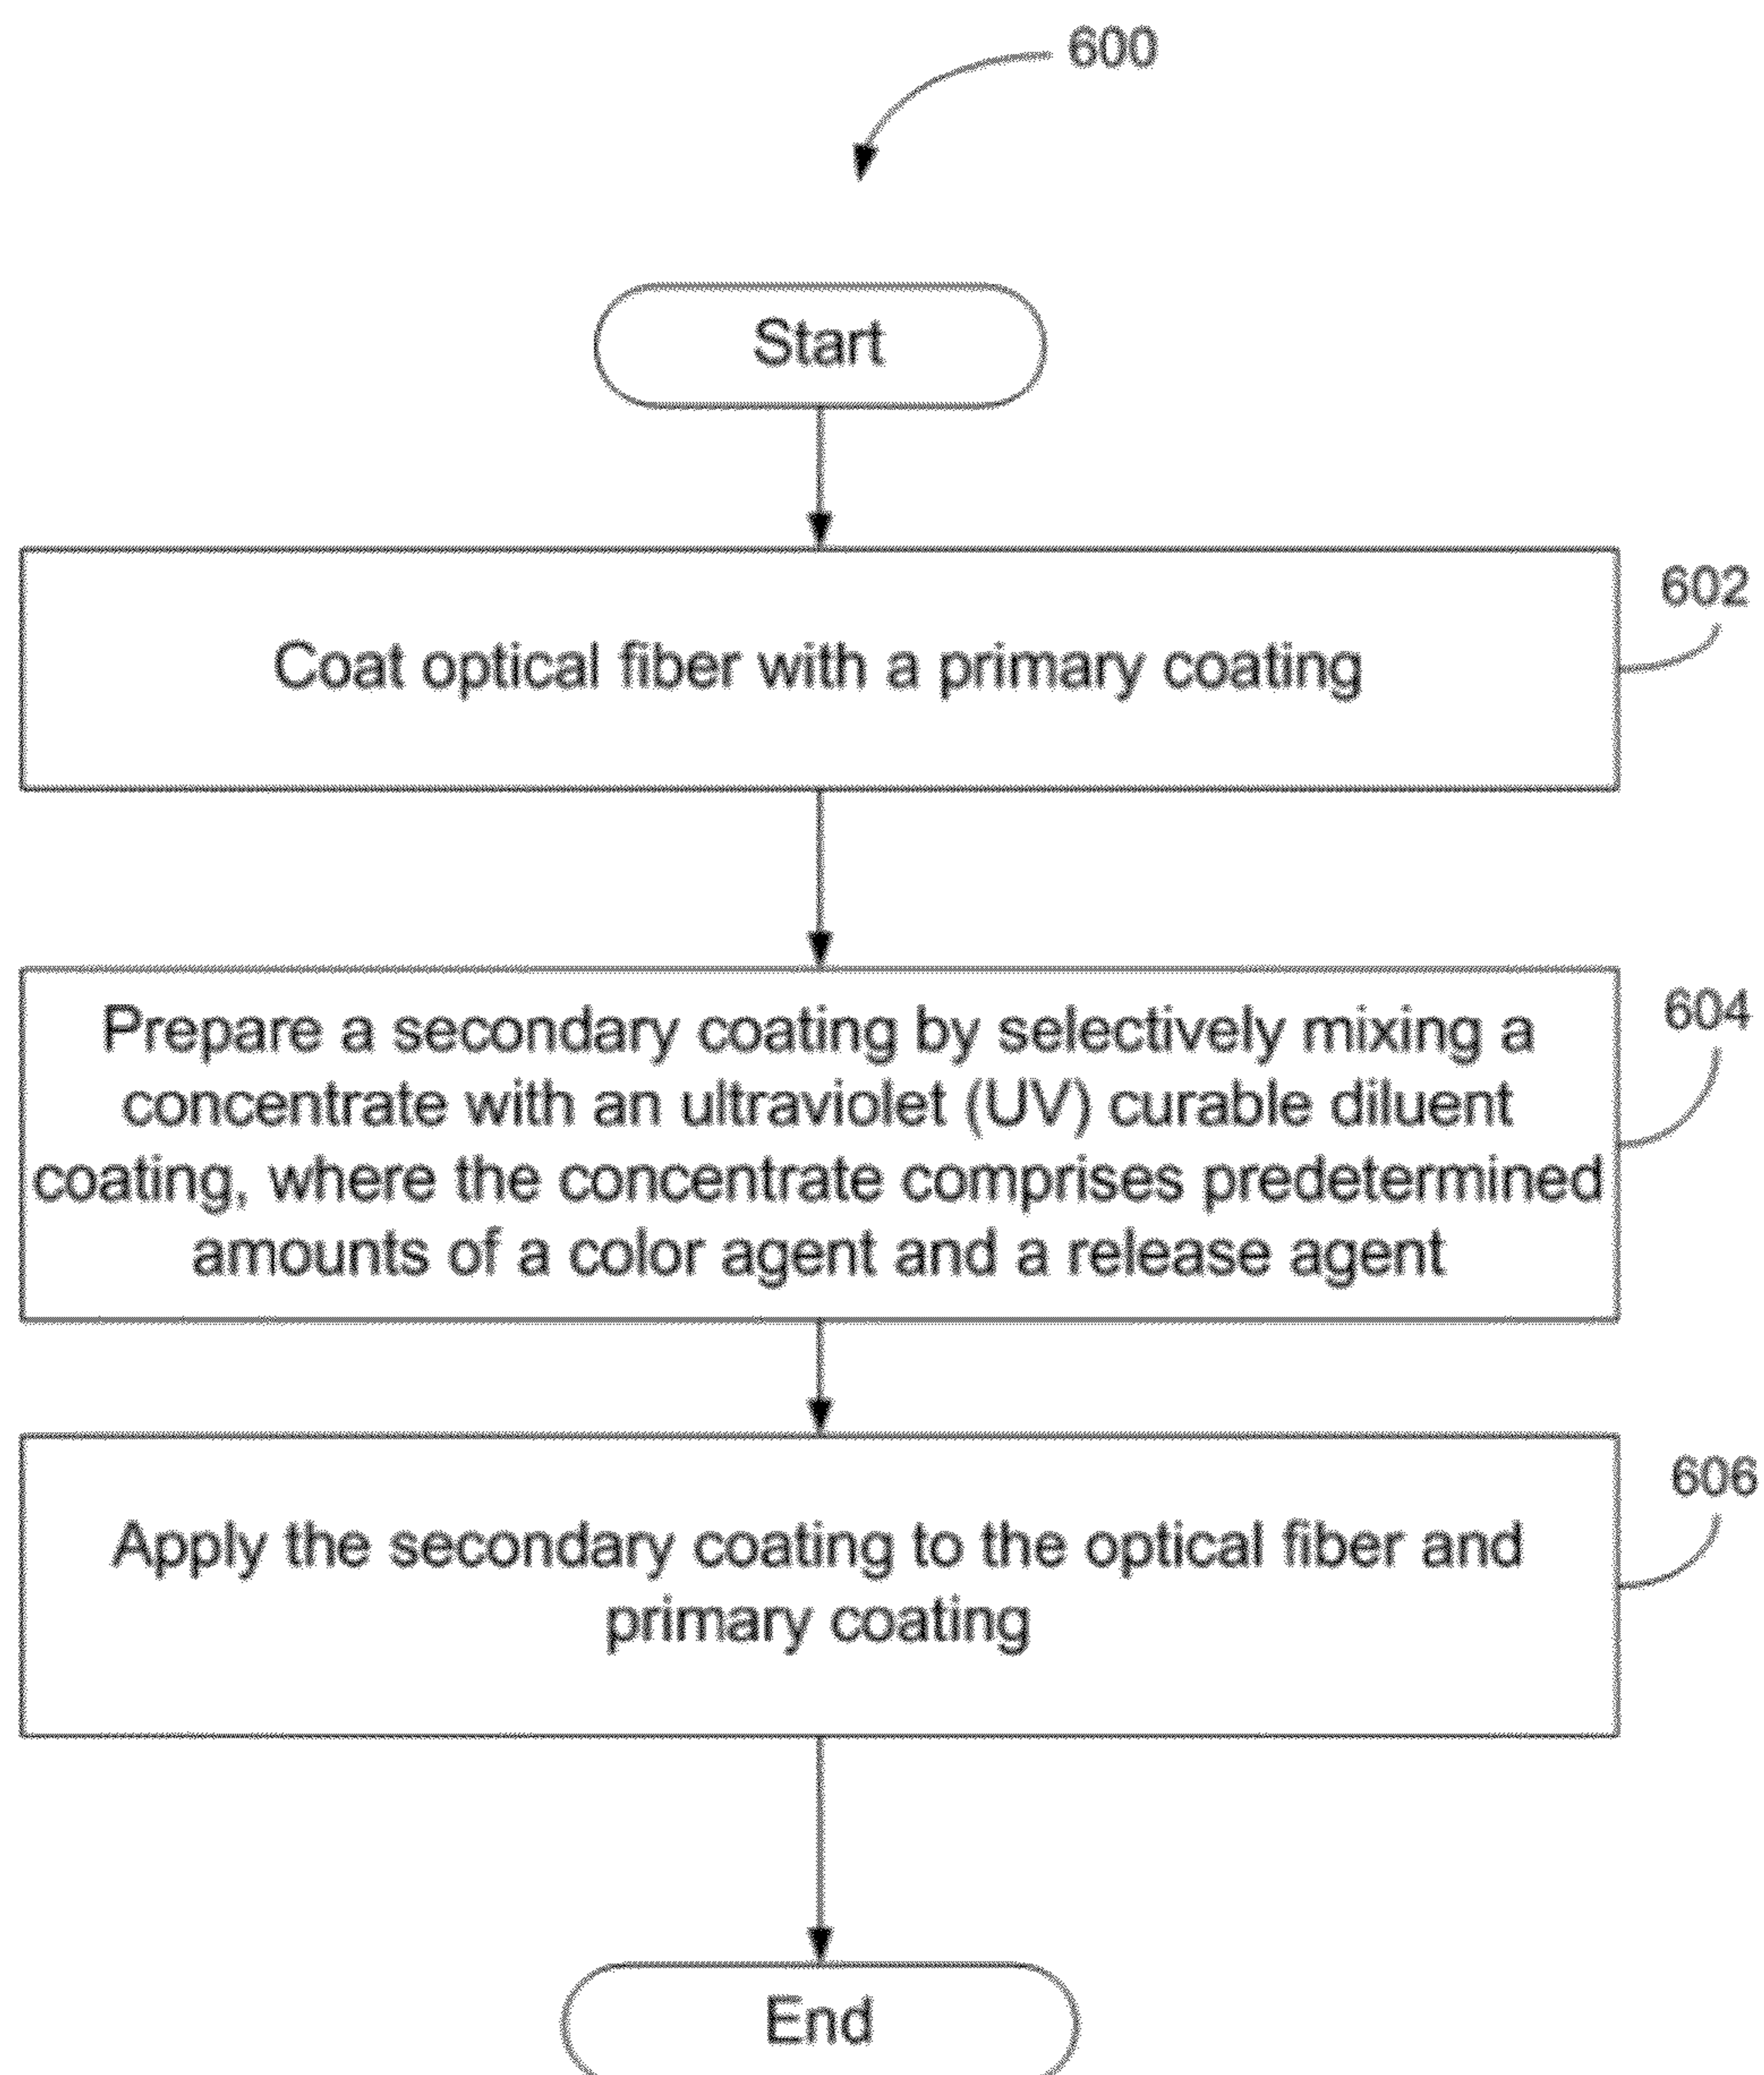 600
Start
602
Coat optical fiber with a primary coating
604
Prepare a secondary coating by selectively mixing a
concentrate with an ultraviolet (UV) curable diluent
coating, where the concentrate comprises predetermined
amounts of a color agent and a release agent
606
Apply the secondary coating to the optical fiber and
primary coating
End